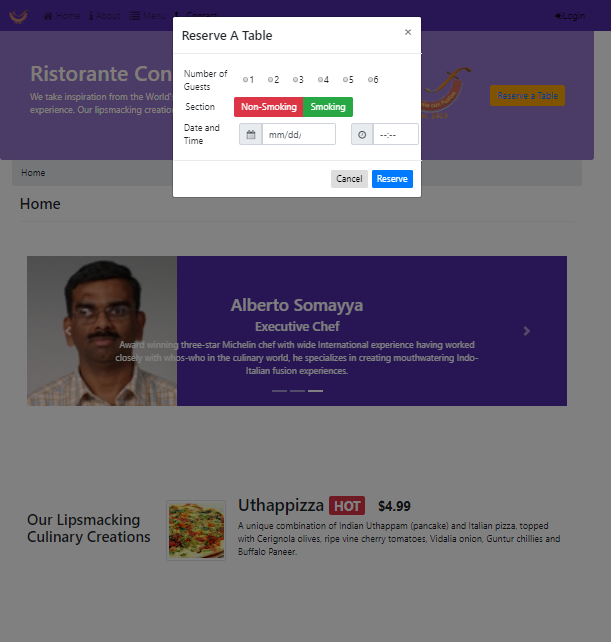 Home About Menu Contact Login
Reserve A Table ×
Number of
Guests
1 2 3 4 5 6
Section Non-Smoking Smoking
Date and
Time
mm/dd/ --:--
Cancel Reserve
Ristorante Con
We take inspiration from the World'
experience. Our lipsmacking creatio
Reserve a Table
Home
Home
Alberto Somayya
Executive Chef
Award winning three-star Michelin chef with wide International experience having worked
closely with whos-who in the culinary world, he specializes in creating mouthwatering Indo-
Italian fusion experiences.
Our Lipsmacking
Culinary Creations
Uthappizza HOT $4.99
A unique combination of Indian Uthappam (pancake) and Italian pizza, topped
with Cerignola olives, ripe vine cherry tomatoes, Vidalia onion, Guntur chillies and
Buffalo Paneer.